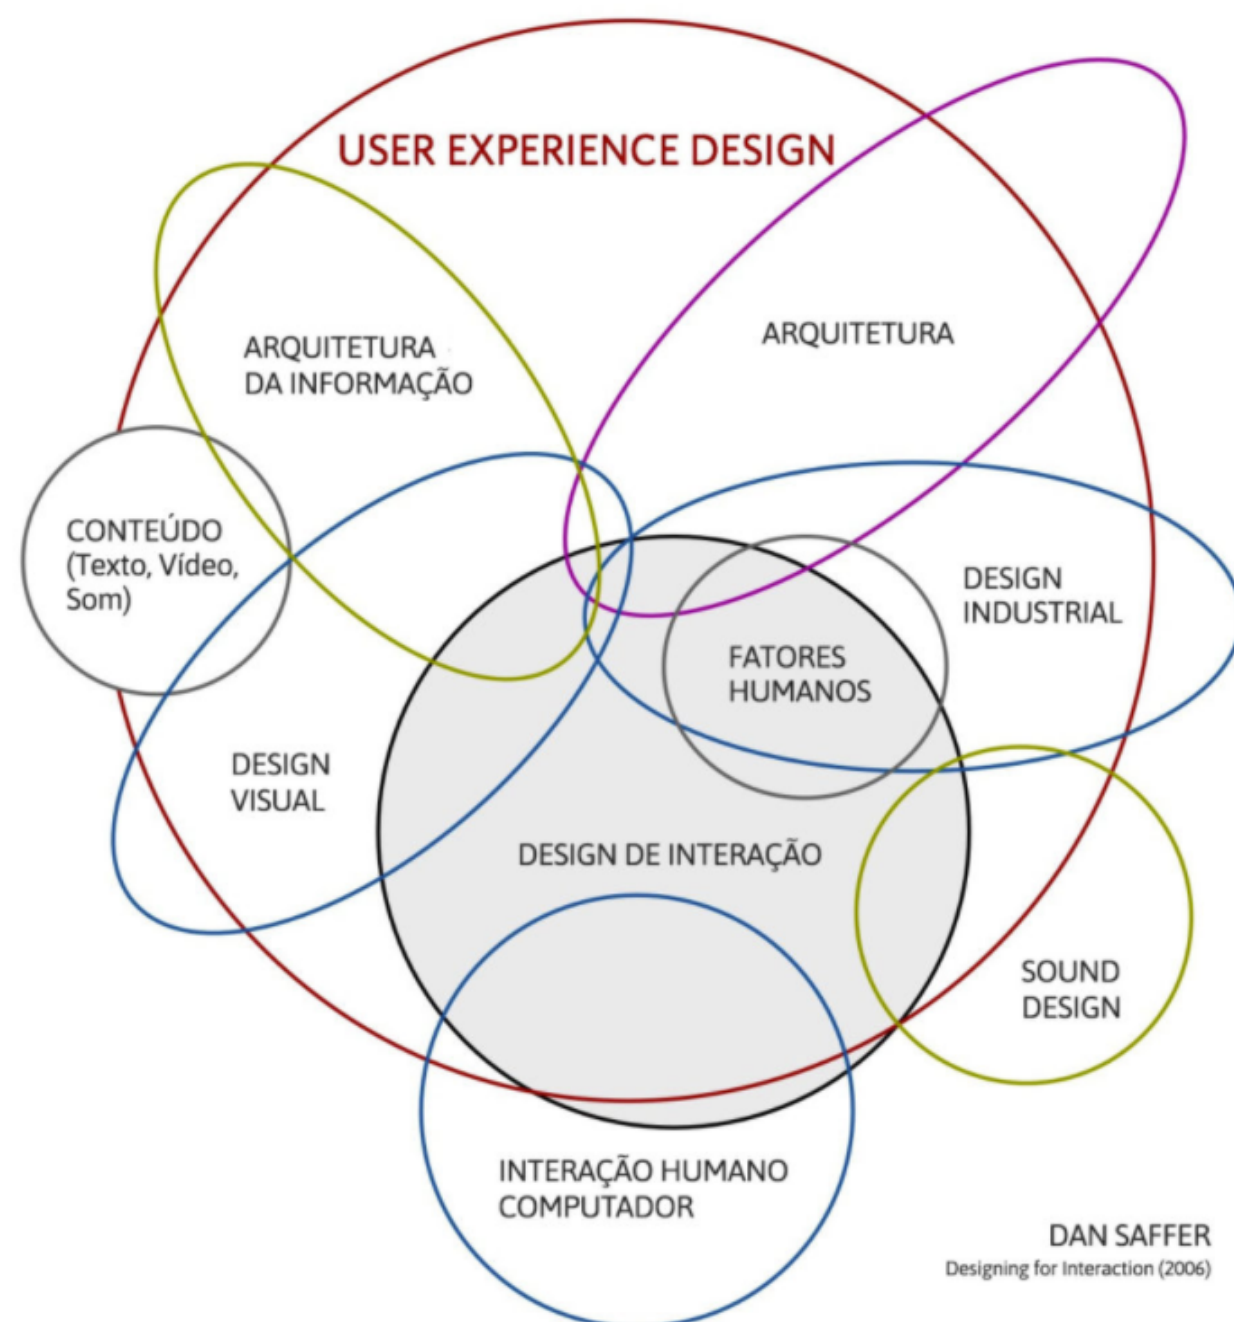 USER EXPERIENCE DESIGN
ARQUITETURA
DA INFORMAÇÃO
ARQUITETURA
CONTEÚDO
(Texto, Vídeo,
Som)
DESIGN
INDUSTRIAL
FATORES
HUMANOS
DESIGN
VISUAL
DESIGN DE INTERAÇÃO
SOUND
DESIGN
INTERAÇÃO HUMANO
COMPUTADOR
DAN SAFFER
Designing for Interaction (2006)